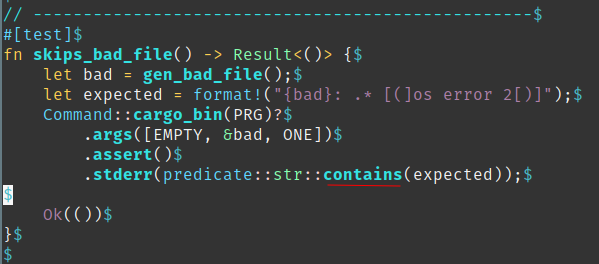 // --------------------------------------------------$
#[test]$
fn skips_bad_file() -> Result<()> {$
    let bad = gen_bad_file();$
    let expected = format!("{bad}: .* [(]os error 2[)]");$
    Command::cargo_bin(PRG)?$
        .args([EMPTY, &bad, ONE])$
        .assert()$
        .stderr(predicate::str::contains(expected));$
$
    Ok(())$
}$
$